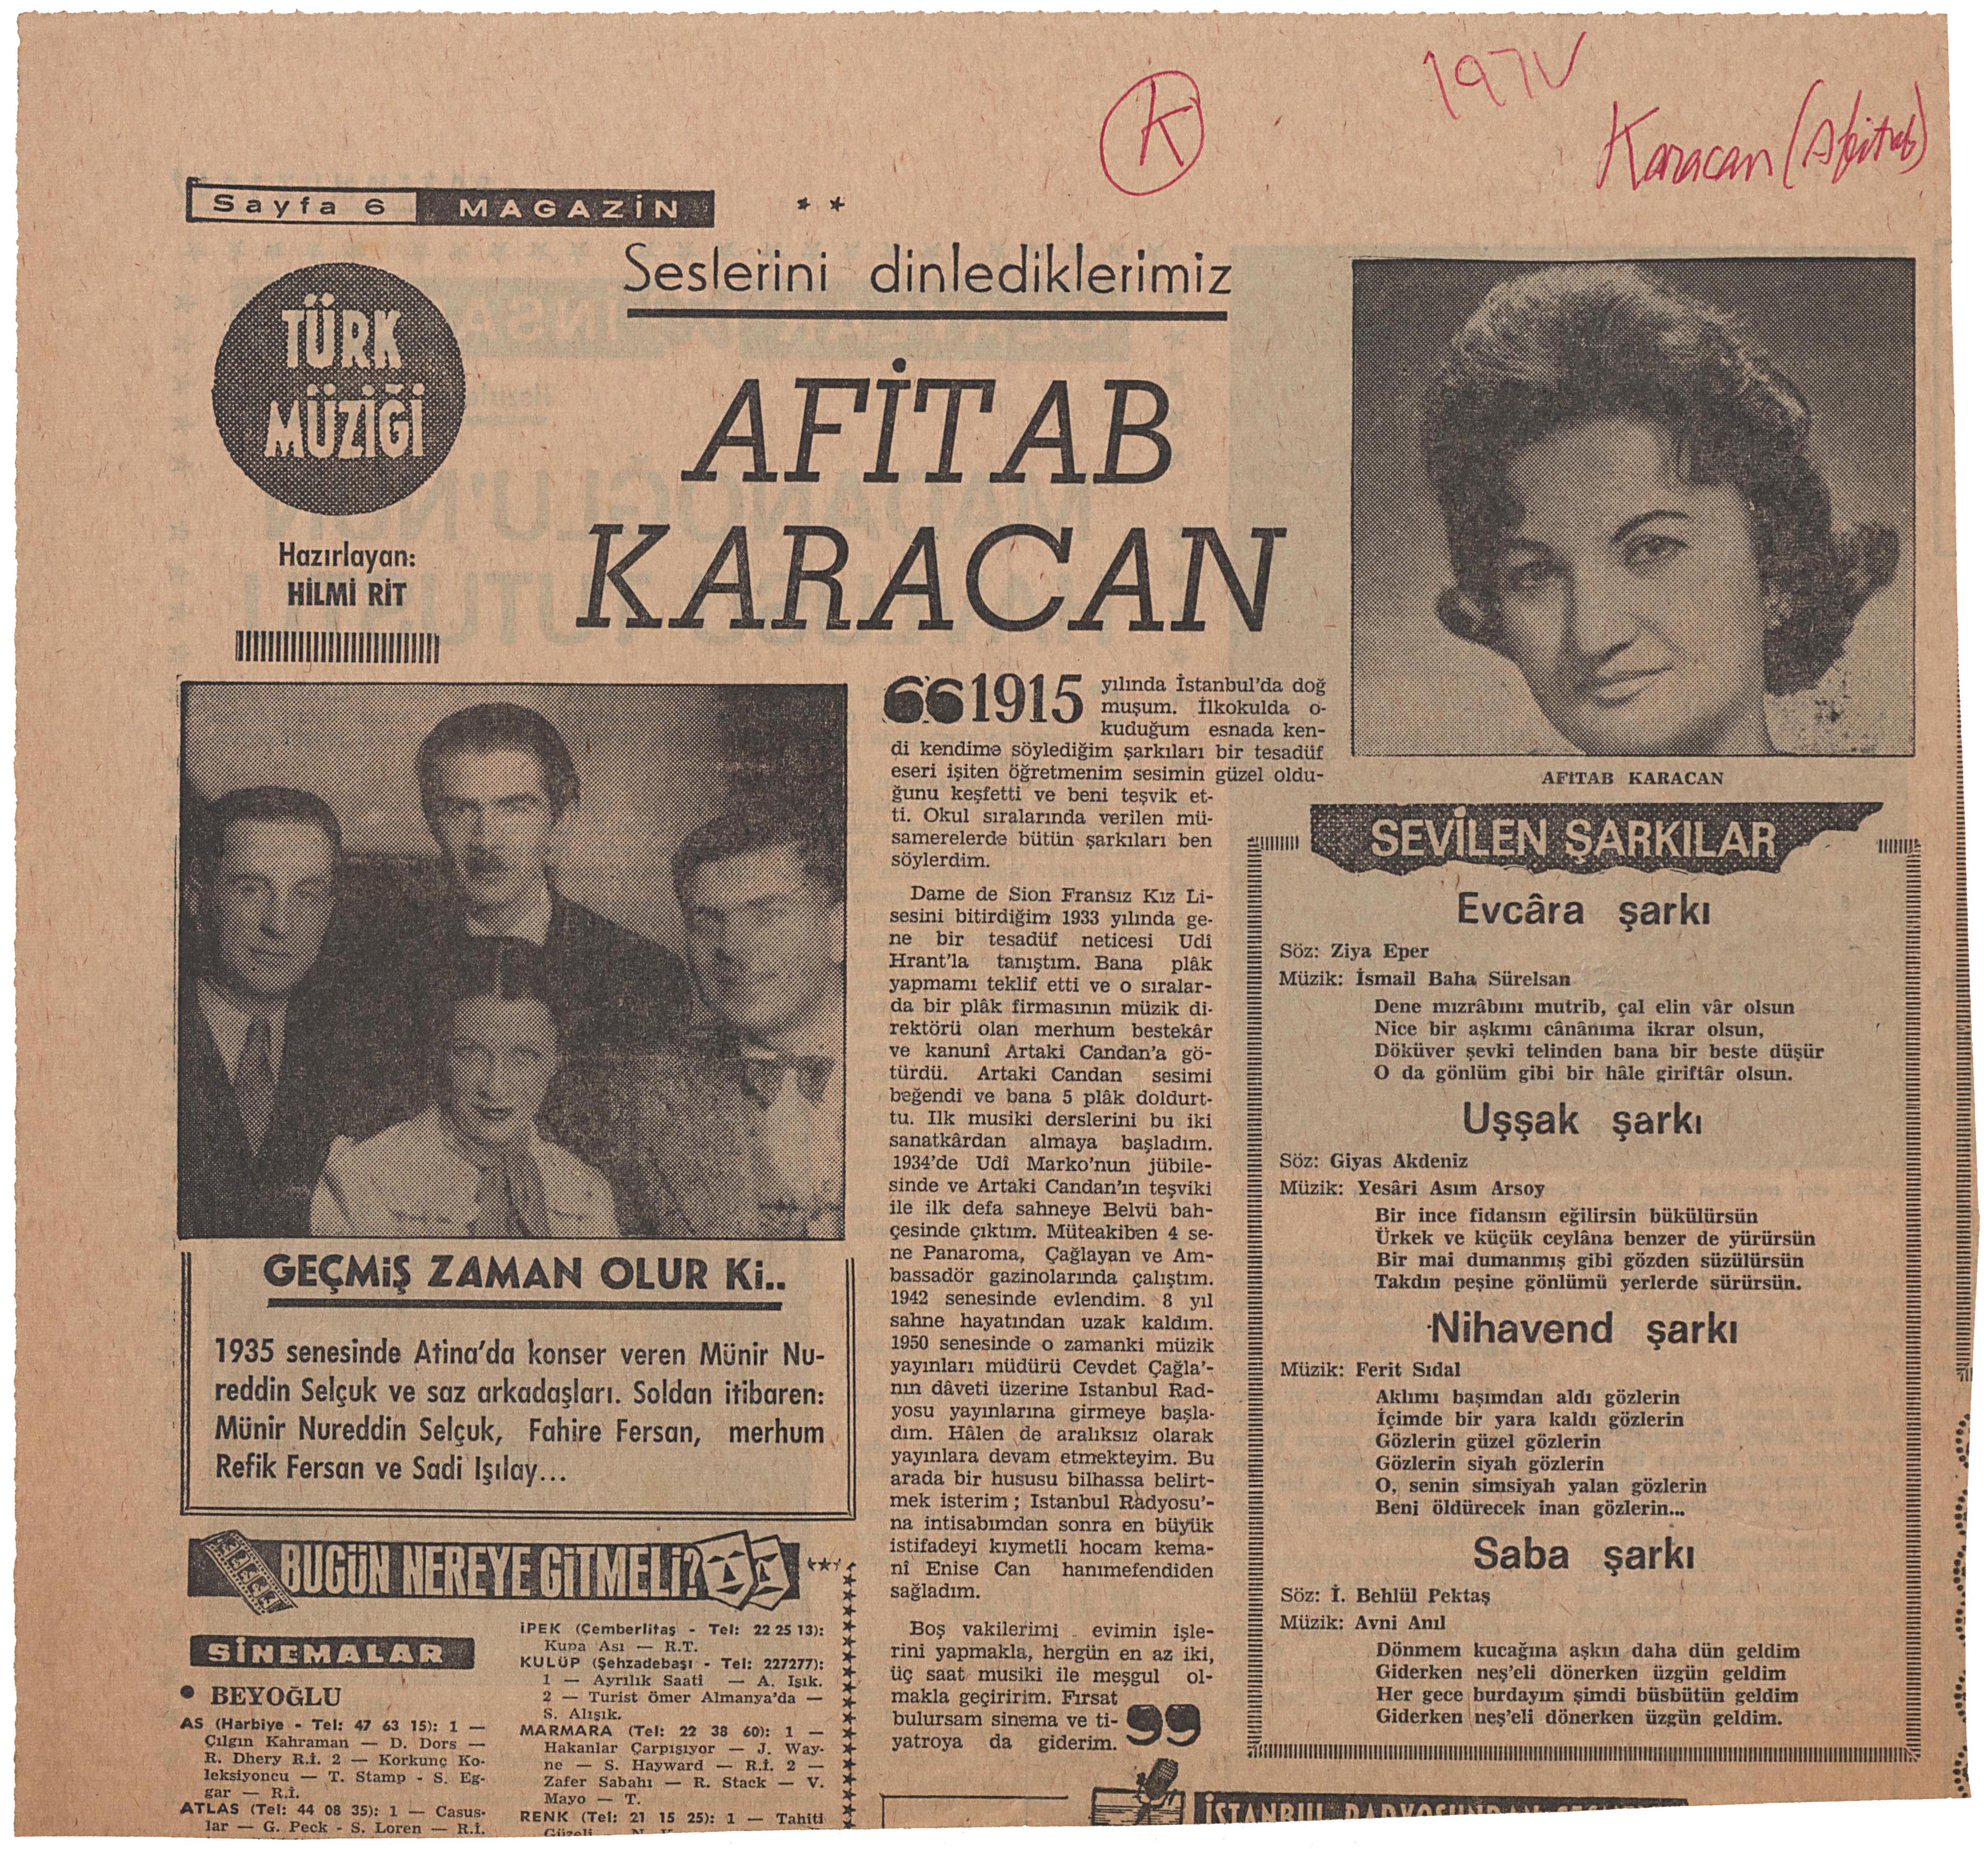 K
197
Karacan (Afitab)
Sayfa 6 MAGAZİN
TÜRK
MÜZİĞİ
Hazırlayan:
HİLMİ RİT
Seslerini dinlediklerimiz
AFİTAB
KARACAN
AFİTAB KARACAN
1915 yılında İstanbul'da doğ
muşum. İlkokulda o-
kuduğum esnada ken-
di kendime söylediğim şarkıları bir tesadüf
eseri işiten öğretmenim sesimin güzel oldu-
ğunu keşfetti ve beni teşvik et-
ti. Okul sıralarında verilen mü-
samerelerde bütün şarkıları ben
söylerdim.
Dame de Sion Fransız Kız Li-
sesini bitirdiğim 1933 yılında ge-
ne bir tesadüf neticesi Udî
Hrant'la tanıştım. Bana plâk
yapmamı teklif etti ve o sıralar-
da bir plâk firmasının müzik di-
rektörü olan merhum bestekâr
ve kanunî Artaki Candan'a gö-
türdü. Artaki Candan sesimi
beğendi ve bana 5 plâk doldurt-
tu. İlk musiki derslerini bu iki
sanatkârdan almaya başladım.
1934'de Udî Marko'nun jübile-
sinde ve Artaki Candan'ın teşviki
ile ilk defa sahneye Belvü bah-
çesinde çıktım. Müteakiben 4 se-
ne Panaroma, Çağlayan ve Am-
bassadör gazinolarında çalıştım.
1942 senesinde evlendim. 8 yıl
sahne hayatından uzak kaldım.
1950 senesinde o zamanki müzik
yayınları müdürü Cevdet Çağla'-
nın dâveti üzerine Istanbul Rad-
yosu yayınlarına girmeye başla-
dım. Hâlen de aralıksız olarak
yayınlara devam etmekteyim. Bu
arada bir hususu bilhassa belirt-
mek isterim ; Istanbul Radyosu'-
na intisabımdan sonra en büyük
istifadeyi kıymetli hocam kema-
nî Enise Can hanımefendiden
sağladım.
Boş vakilerimi evimin işle-
rini yapmakla, hergün en az iki,
üç saat musiki ile meşgul ol-
makla geçiririm. Fırsat
bulursam sinema ve ti-
yatroya da giderim.
GEÇMİŞ ZAMAN OLUR Kİ..
1935 senesinde Atina'da konser veren Münir Nu-
reddin Selçuk ve saz arkadaşları. Soldan itibaren:
Münir Nureddin Selçuk, Fahire Fersan, merhum
Refik Fersan ve Sadi Işılay...
BUGÜN NEREYE GİTMELİ?
SİNEMALAR
● BEYOĞLU
AS (Harbiye - Tel: 47 63 15): 1 —
Çılgın Kahraman — D. Dors —
R. Dhery R.İ. 2 — Korkunç Ko-
leksiyoncu — T. Stamp - S. Eg-
gar — R.İ.
ATLAS (Tel: 44 08 35): 1 — Casus-
lar — G. Peck - S. Loren — R.İ.
İPEK (Çemberlitaş - Tel: 22 25 13):
Kupa Ası — R.T.
KULÜP (Şehzadebaşı - Tel: 227277):
1 — Ayrılık Saati — A. Işık.
2 — Turist Ömer Almanya'da —
S. Alışık.
MARMARA (Tel: 22 38 60): 1 —
Hakanlar Çarpışıyor — J. Way-
ne — S. Hayward — R.İ. 2 —
Zafer Sabahı — R. Stack — V.
Mayo — T.
RENK (Tel: 21 15 25): 1 — Tahiti
Güzeli
SEVİLEN ŞARKILAR
Evcâra şarkı
Söz: Ziya Eper
Müzik: İsmail Baha Sürelsan
Dene mızrâbını mutrib, çal elin vâr olsun
Nice bir aşkımı cânânıma ikrar olsun,
Döküver şevki telinden bana bir beste düşür
O da gönlüm gibi bir hâle giriftâr olsun.
Uşşak şarkı
Söz: Giyas Akdeniz
Müzik: Yesâri Asım Arsoy
Bir ince fidansın eğilirsin bükülürsün
Ürkek ve küçük ceylâna benzer de yürürsün
Bir mai dumanmış gibi gözden süzülürsün
Takdın peşine gönlümü yerlerde sürürsün.
Nihavend şarkı
Müzik: Ferit Sıdal
Aklımı başımdan aldı gözlerin
İçimde bir yara kaldı gözlerin
Gözlerin güzel gözlerin
Gözlerin siyah gözlerin
O, senin simsiyah yalan gözlerin
Beni öldürecek inan gözlerin...
Saba şarkı
Söz: İ. Behlül Pektaş
Müzik: Avni Anıl
Dönmem kucağına aşkın daha dün geldim
Giderken neş'eli dönerken üzgün geldim
Her gece burdayım şimdi büsbütün geldim
Giderken neş'eli dönerken üzgün geldim.
İSTANBUL